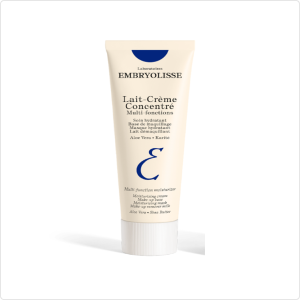 Laboratoires
EMBRYOLISSE
Lait-Crème
Concentré
Multi-fonctions
Soin hydratant
Base de maquillage
Masque hydratant
Lait démaquillant
Aloe Vera • Karité
Multi-function moisturizer
Moisturizing cream
Make-up base
Moisturizing mask
Make-up remover milk
Aloe Vera • Shea Butter